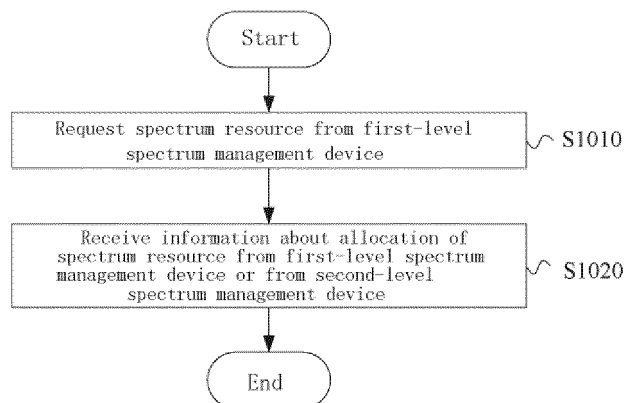 Start
Request spectrum resource from first-level
spectrum management device
S1010
Receive information about allocation of
spectrum resource from first-level spectrum
management device or from second-level
spectrum management device
S1020
End